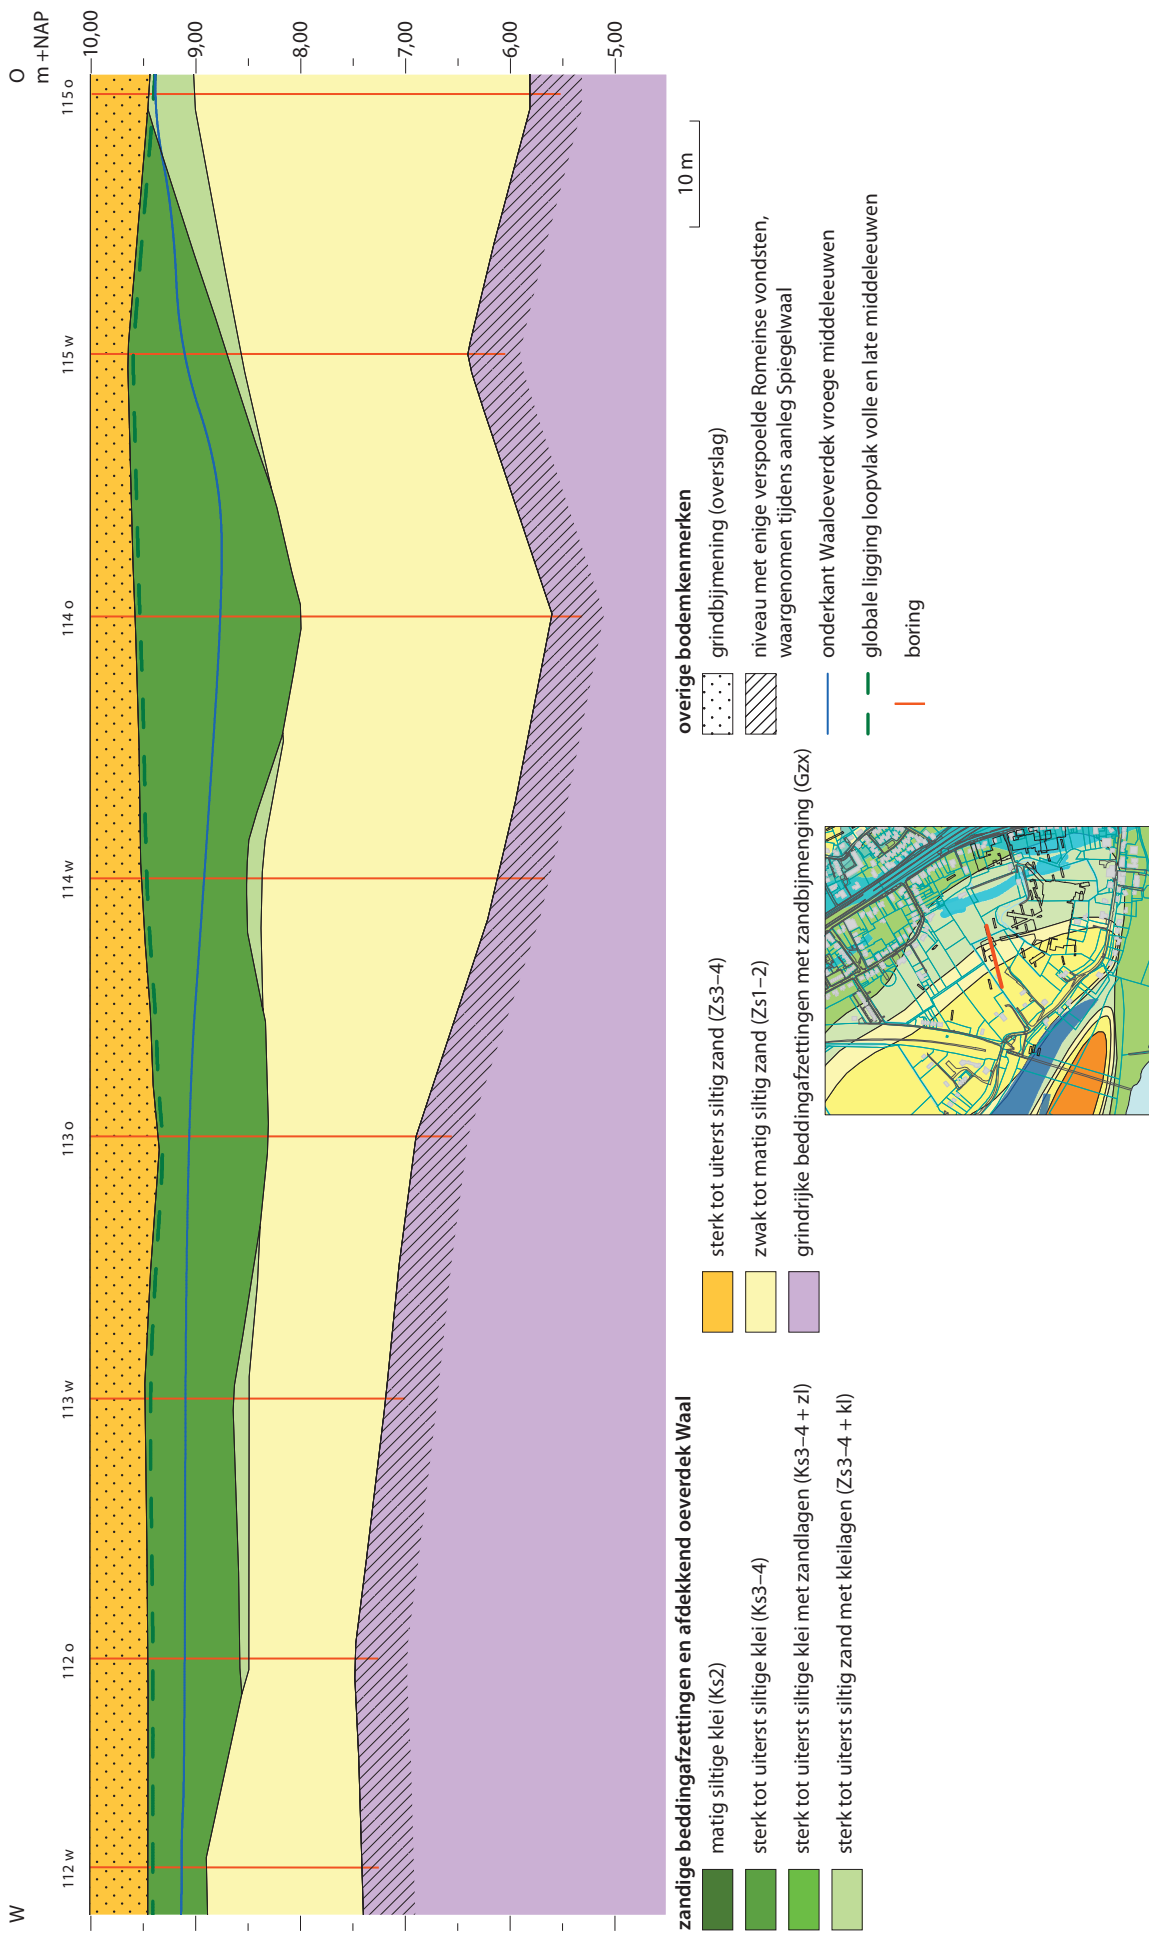 W
O
m +NAP
112 w
112 o
113 w
113 o
114 w
114 o
115 w
115 o
10,00
9,00
8,00
7,00
6,00
5,00
10 m
zandige beddingafzettingen en afdekkend oeverdek Waal
matig siltige klei (Ks2)
sterk tot uiterst siltige klei (Ks3–4)
sterk tot uiterst siltige klei met zandlagen (Ks3–4 + zl)
sterk tot uiterst siltig zand met kleilagen (Zs3–4 + kl)
sterk tot uiterst siltig zand (Zs3–4)
zwak tot matig siltig zand (Zs1–2)
grindrijke beddingafzettingen met zandbijmenging (Gzx)
overige bodemkenmerken
grindbijmening (overslag)
niveau met enige verspoelde Romeinse vondsten,
waargenomen tijdens aanleg Spiegelwaal
onderkant Waaloeverdek vroege middeleeuwen
globale ligging loopvlak volle en late middeleeuwen
boring